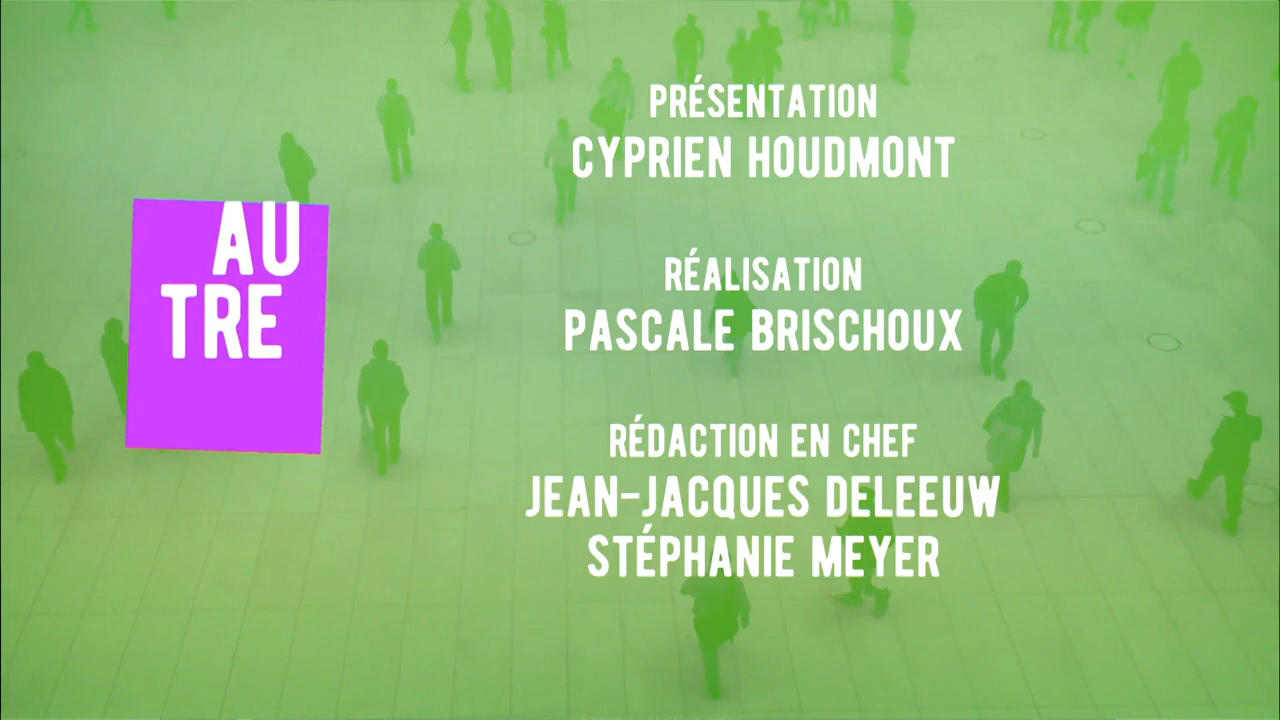 AU
TRE
PRÉSENTATION
CYPRIEN HOUDMONT
RÉALISATION
PASCALE BRISCHOUX
RÉDACTION EN CHEF
JEAN-JACQUES DELEEUW
STÉPHANIE MEYER